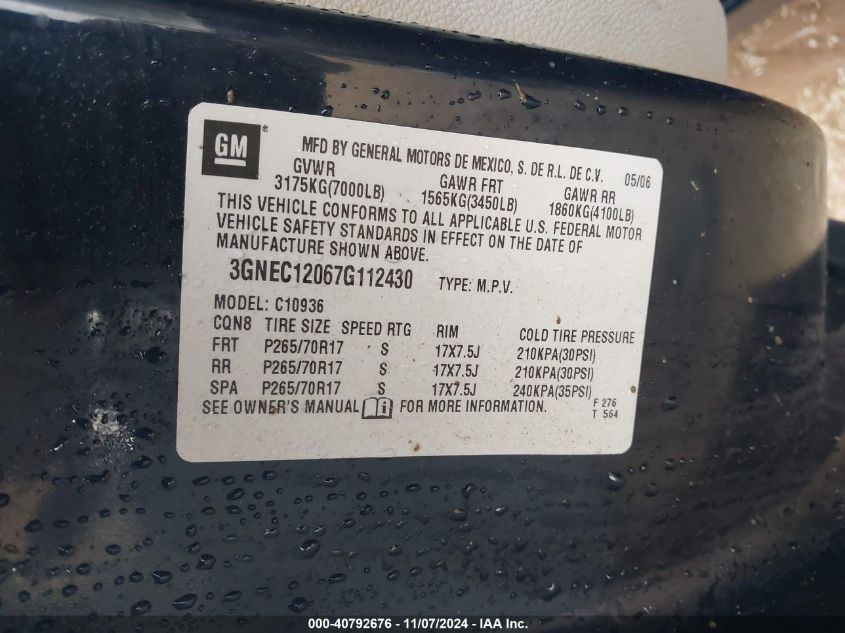 GM ®
MFD BY GENERAL MOTORS DE MEXICO, S. DE R.L. DE C.V. 05/06
GVWR GAWR FRT GAWR RR
3175KG(7000LB) 1565KG(3450LB) 1860KG(4100LB)
THIS VEHICLE CONFORMS TO ALL APPLICABLE U.S. FEDERAL MOTOR
VEHICLE SAFETY STANDARDS IN EFFECT ON THE DATE OF
MANUFACTURE SHOWN ABOVE.
3GNEC12067G112430 TYPE: M.P.V.
MODEL: C10936
CQN8 TIRE SIZE SPEED RTG RIM COLD TIRE PRESSURE
FRT P265/70R17 S 17X7.5J 210KPA(30PSI)
RR P265/70R17 S 17X7.5J 210KPA(30PSI)
SPA P265/70R17 S 17X7.5J 240KPA(35PSI)
SEE OWNER'S MANUAL FOR MORE INFORMATION. F 276
T 564
000-40792676 - 11/07/2024 - IAA, Inc.